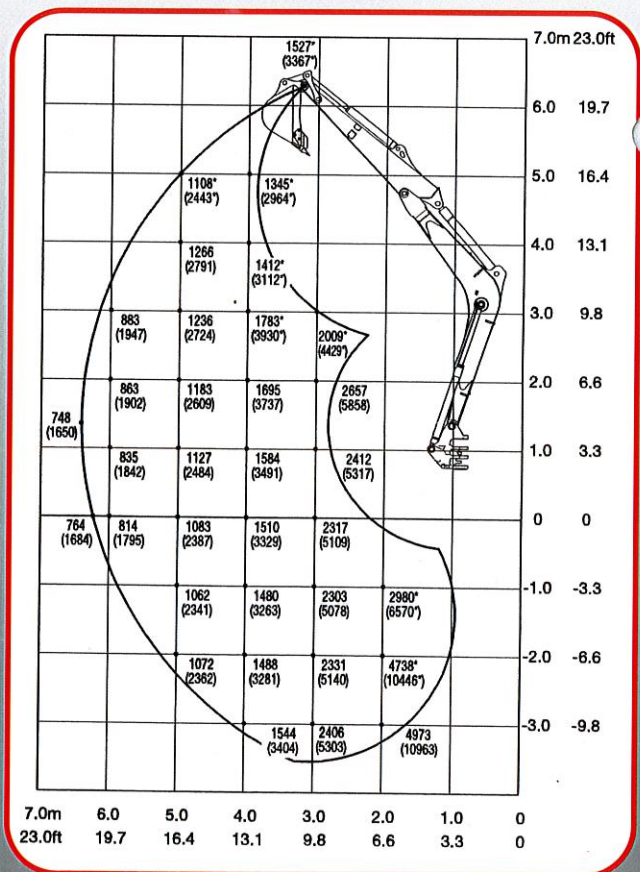 1527* 7.0m 23.0ft
(3367*)
6.0 19.7
1108* 1345* 5.0 16.4
(2443*) (2964*)
1266 4.0 13.1
(2791) 1412*
(3112*)
883 1236 1783* 3.0 9.8
(1947) (2724) (3930*) 2009*
(4429*)
863 1183 1695 2657 2.0 6.6
(1902) (2609) (3737) (5858)
748
(1650)
835 1127 1584 2412 1.0 3.3
(1842) (2484) (3491) (5317)
764 814 1083 1510 2317 0 0
(1684) (1795) (2387) (3329) (5109)
1062 1480 2303 2980* -1.0 -3.3
(2341) (3263) (5078) (6570*)
1072 1488 2331 4738* -2.0 -6.6
(2362) (3281) (5140) (10446*)
1544 2406 4973 -3.0 -9.8
(3404) (5303) (10963)
7.0m 6.0 5.0 4.0 3.0 2.0 1.0 0
23.0ft 19.7 16.4 13.1 9.8 6.6 3.3 0